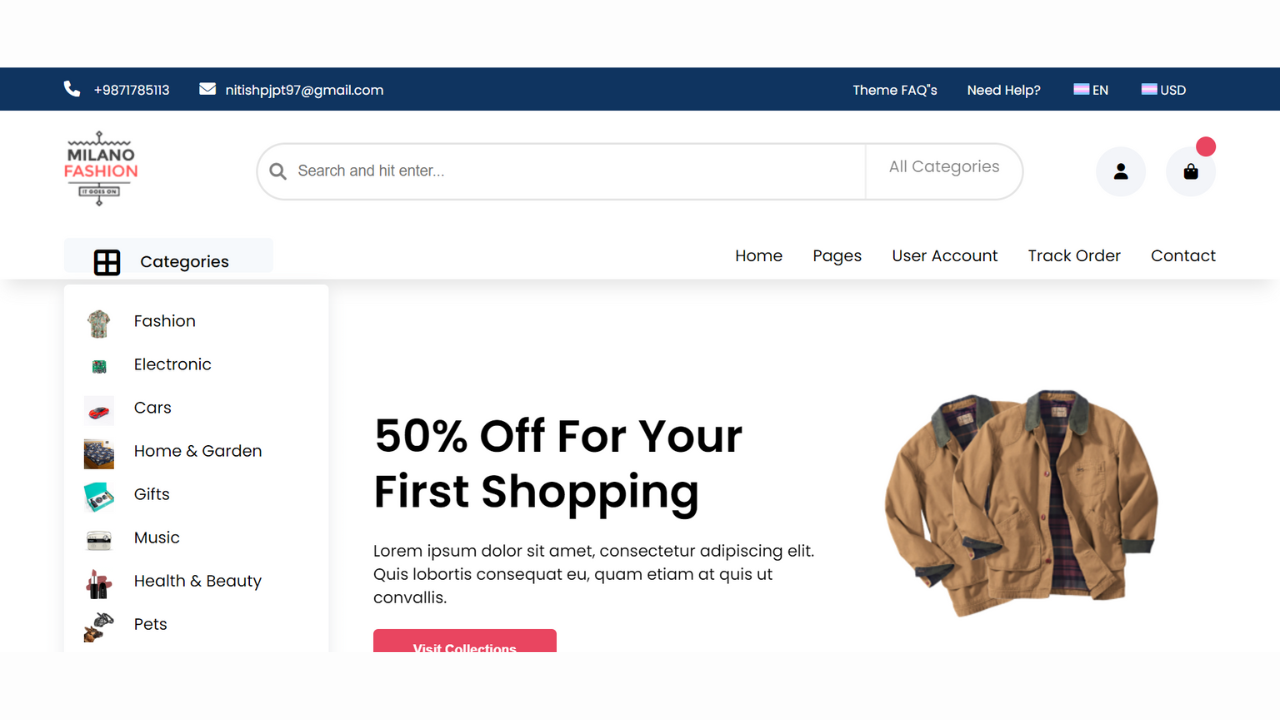 +9871785113 nitishpjpt97@gmail.com Theme FAQ"s Need Help? EN USD
MILANO
FASHION
IT GOES ON
Search and hit enter... All Categories
Categories
Home Pages User Account Track Order Contact
Fashion
Electronic
Cars
Home & Garden
Gifts
Music
Health & Beauty
Pets
50% Off For Your
First Shopping
Lorem ipsum dolor sit amet, consectetur adipiscing elit.
Quis lobortis consequat eu, quam etiam at quis ut
convallis.
Visit Collections